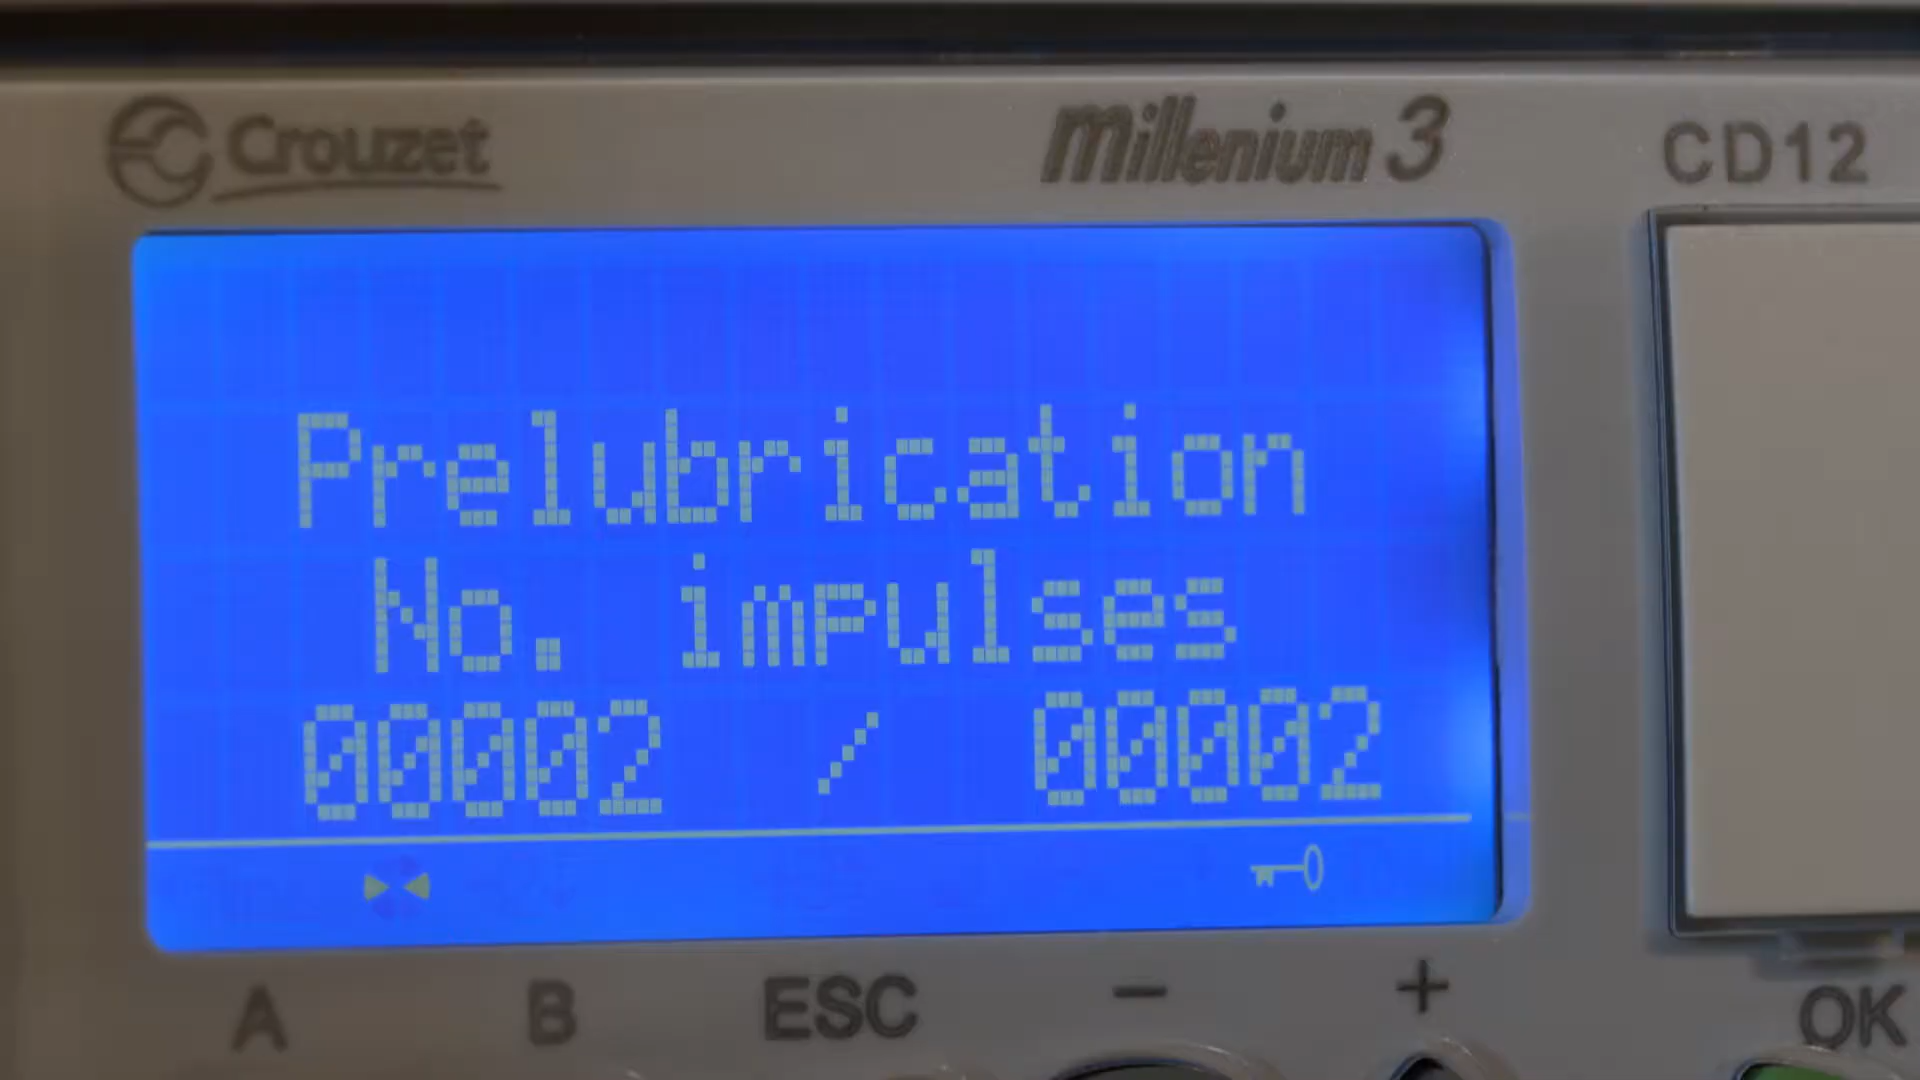 Crouzet millenium 3 CD12
Prelubrication
No. impulses
00002 / 00002
A B ESC − + OK